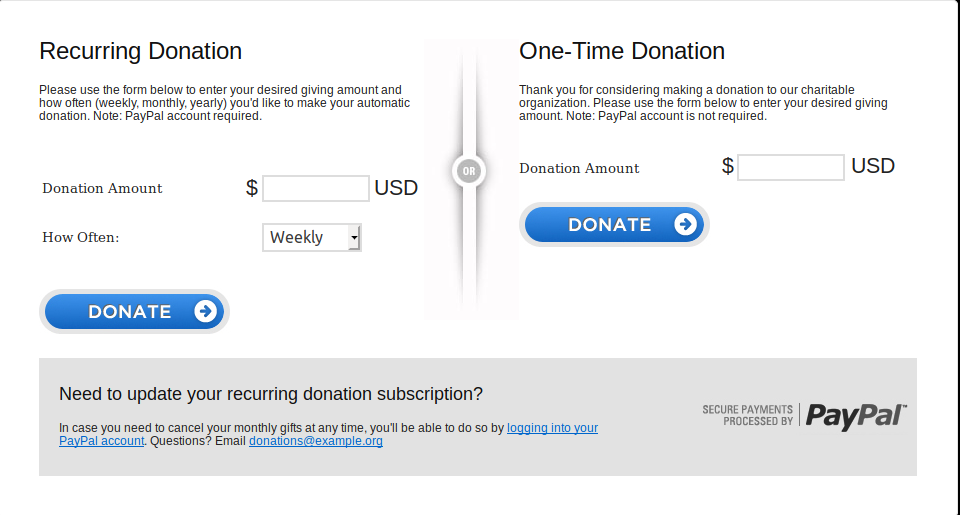 Recurring Donation
Please use the form below to enter your desired giving amount and
how often (weekly, monthly, yearly) you'd like to make your automatic
donation. Note: PayPal account required.
Donation Amount $ USD
How Often: Weekly
DONATE
OR
One-Time Donation
Thank you for considering making a donation to our charitable
organization. Please use the form below to enter your desired giving
amount. Note: PayPal account is not required.
Donation Amount $ USD
DONATE
Need to update your recurring donation subscription?
In case you need to cancel your monthly gifts at any time, you'll be able to do so by logging into your
PayPal account. Questions? Email donations@example.org
SECURE PAYMENTS
PROCESSED BY
PayPal™